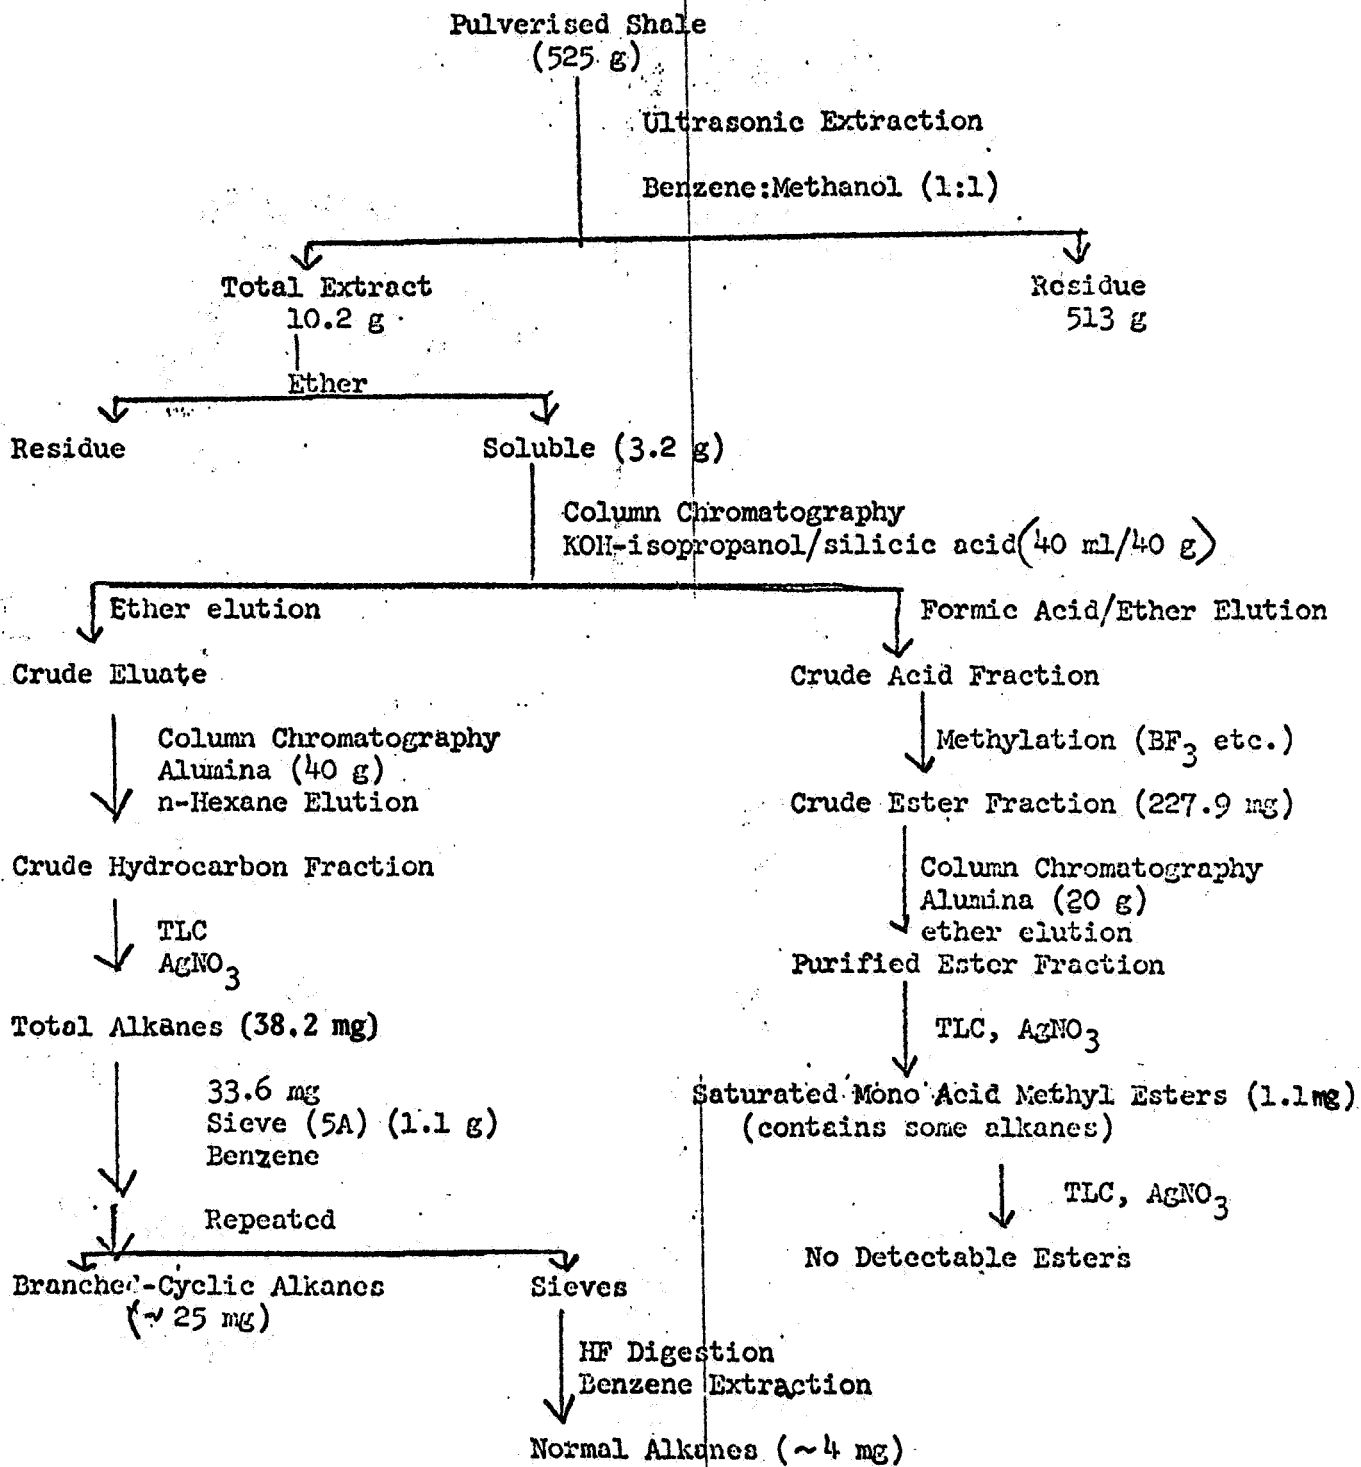 Pulverised Shale
(525 g)
Ultrasonic Extraction
Benzene:Methanol (1:1)
Total Extract
10.2 g
Residue
513 g
Ether
Residue
Soluble (3.2 g)
Column Chromatography
KOH-isopropanol/silicic acid(40 ml/40 g)
Ether elution
Formic Acid/Ether Elution
Crude Eluate
Crude Acid Fraction
Column Chromatography
Alumina (40 g)
n-Hexane Elution
Methylation (BF3 etc.)
Crude Ester Fraction (227.9 mg)
Crude Hydrocarbon Fraction
Column Chromatography
Alumina (20 g)
ether elution
TLC
AgNO3
Purified Ester Fraction
Total Alkanes (38.2 mg)
TLC, AgNO3
33.6 mg
Sieve (5A) (1.1 g)
Benzene
Saturated Mono Acid Methyl Esters (1.1mg)
(contains some alkanes)
Repeated
TLC, AgNO3
Branched-Cyclic Alkanes
(~ 25 mg)
Sieves
No Detectable Esters
HF Digestion
Benzene Extraction
Normal Alkanes (~4 mg)